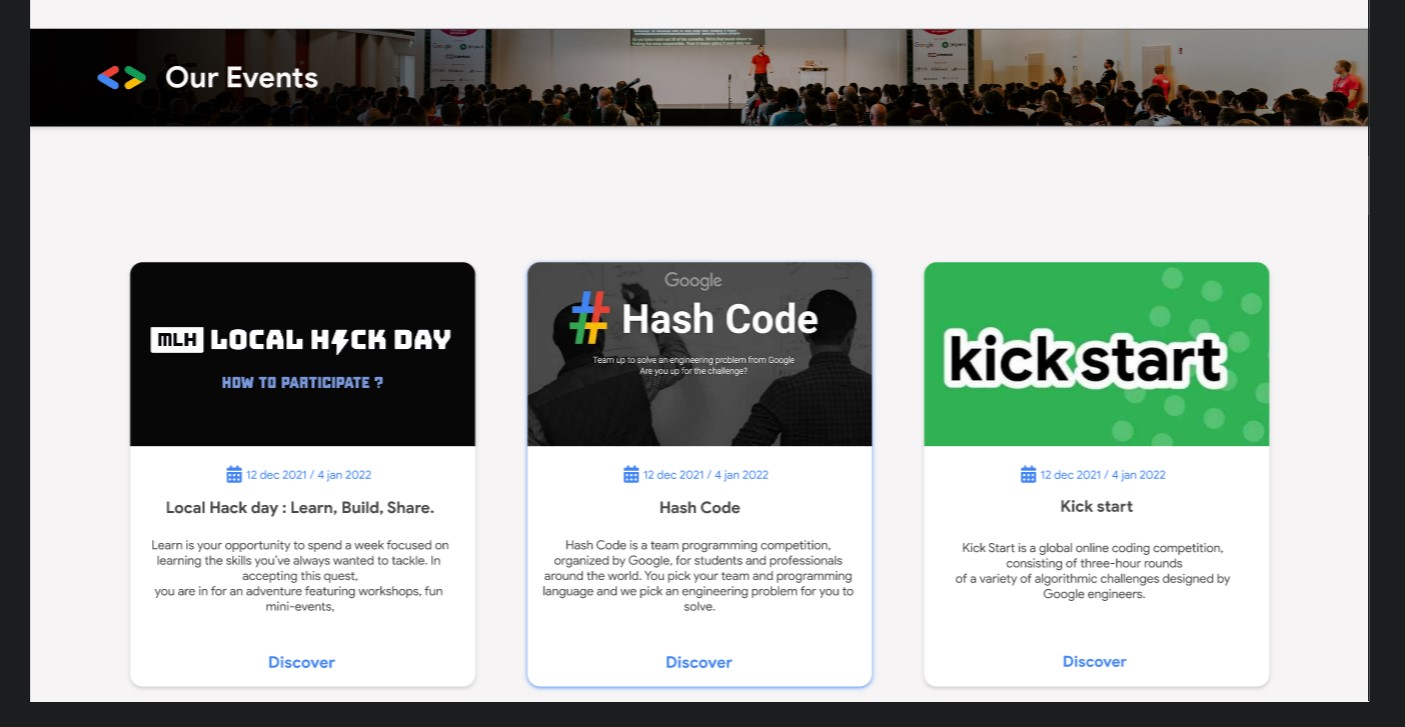 Our Events
MLH LOCAL HACK DAY
HOW TO PARTICIPATE ?
12 dec 2021 / 4 jan 2022
Local Hack day : Learn, Build, Share.
Learn is your opportunity to spend a week focused on
learning the skills you've always wanted to tackle. In
accepting this quest,
you are in for an adventure featuring workshops, fun
mini-events,
Discover
Google
# Hash Code
Team up to solve an engineering problem from Google
Are you up for the challenge?
12 dec 2021 / 4 jan 2022
Hash Code
Hash Code is a team programming competition,
organized by Google, for students and professionals
around the world. You pick your team and programming
language and we pick an engineering problem for you to
solve.
Discover
kick start
12 dec 2021 / 4 jan 2022
Kick start
Kick Start is a global online coding competition,
consisting of three-hour rounds
of a variety of algorithmic challenges designed by
Google engineers.
Discover